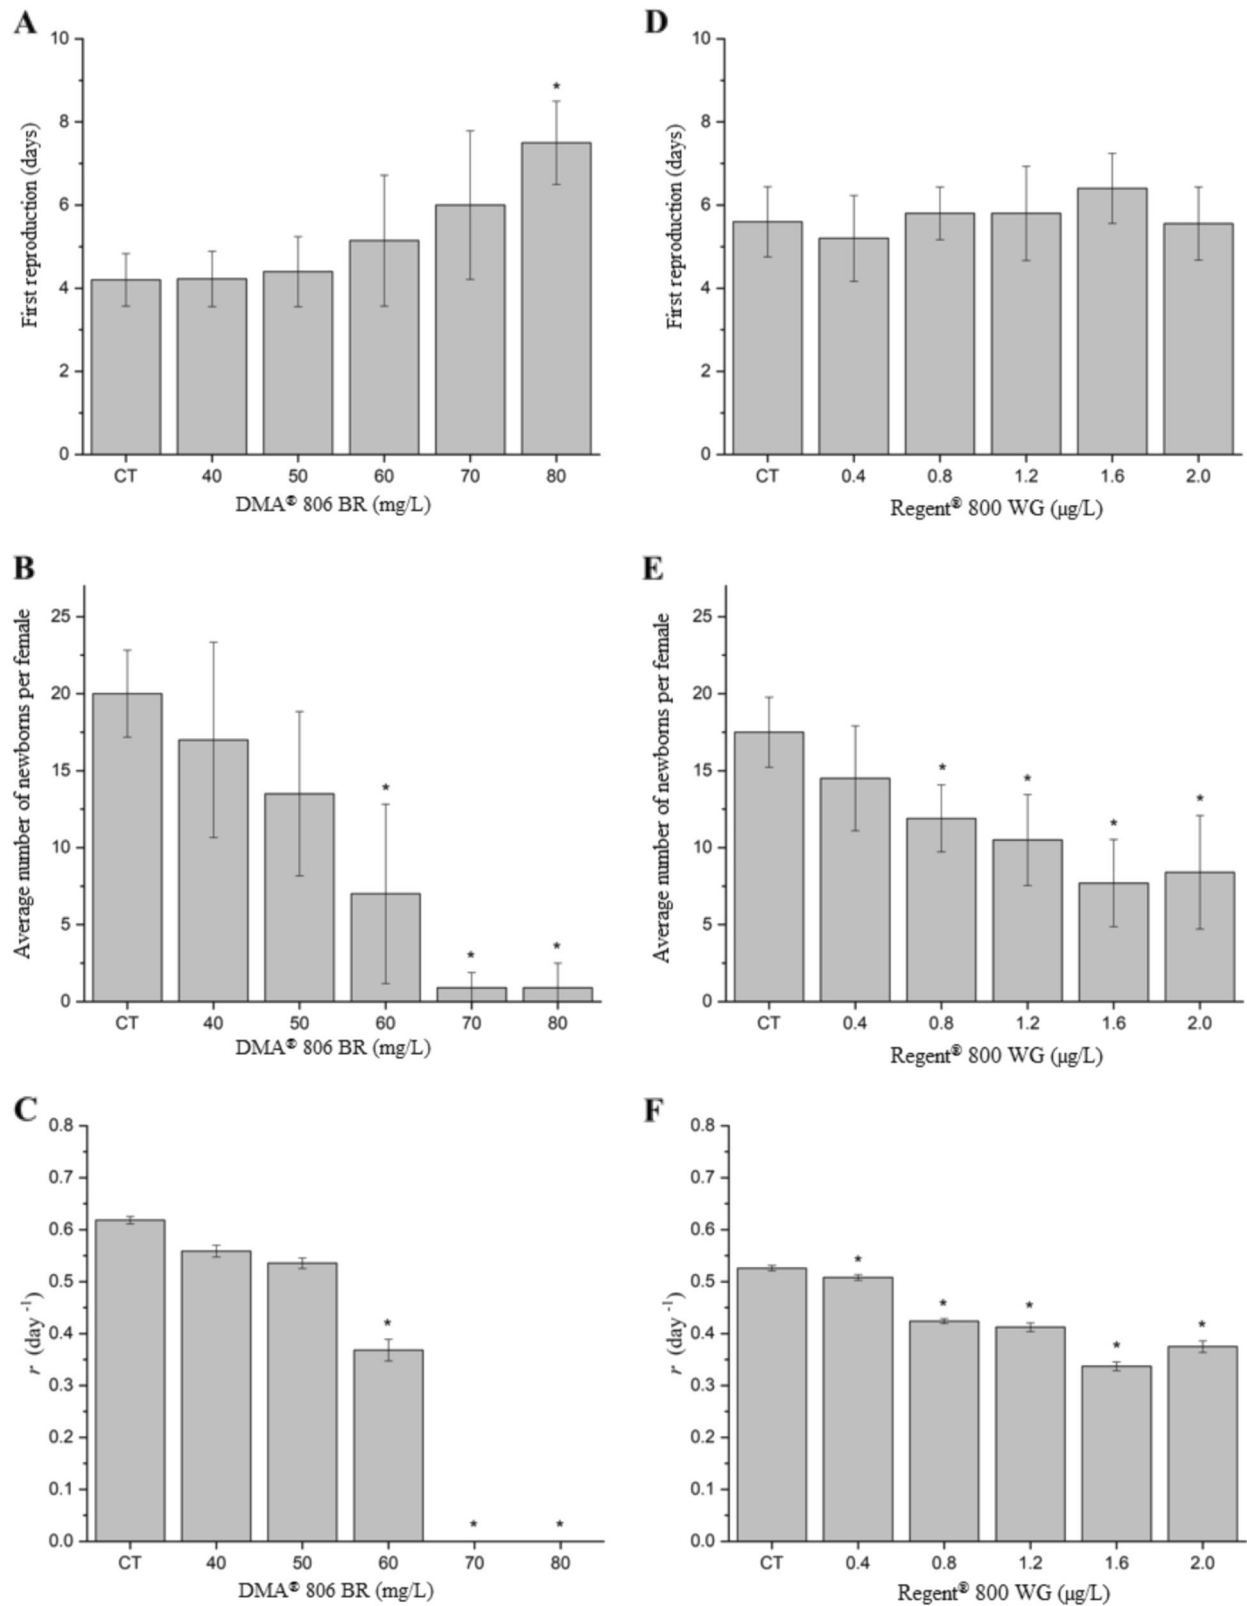 A
First reproduction (days)
10
8
6
4
2
0
*
CT 40 50 60 70 80
DMA® 806 BR (mg/L)
D
First reproduction (days)
10
8
6
4
2
0
CT 0.4 0.8 1.2 1.6 2.0
Regent® 800 WG (µg/L)
B
Average number of newborns per female
25
20
15
10
5
0
* * *
CT 40 50 60 70 80
DMA® 806 BR (mg/L)
E
Average number of newborns per female
25
20
15
10
5
0
* * * *
CT 0.4 0.8 1.2 1.6 2.0
Regent® 800 WG (µg/L)
C
r (day -1)
0.8
0.7
0.6
0.5
0.4
0.3
0.2
0.1
0.0
* * *
CT 40 50 60 70 80
DMA® 806 BR (mg/L)
F
r (day -1)
0.8
0.7
0.6
0.5
0.4
0.3
0.2
0.1
0.0
* * * * *
CT 0.4 0.8 1.2 1.6 2.0
Regent® 800 WG (µg/L)